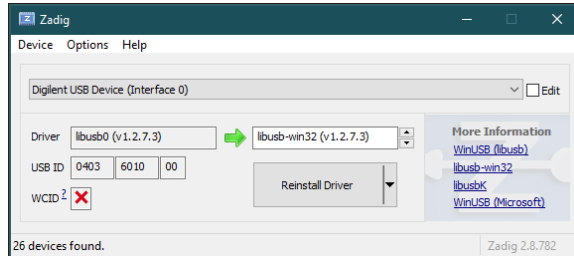 Zadig
Device Options Help
Digilent USB Device (Interface 0) Edit
Driver libusb0 (v1.2.7.3) libusb-win32 (v1.2.7.3)
USB ID 0403 6010 00
WCID ?
Reinstall Driver
More Information
WinUSB (libusb)
libusb-win32
libusbK
WinUSB (Microsoft)
26 devices found. Zadig 2.8.782